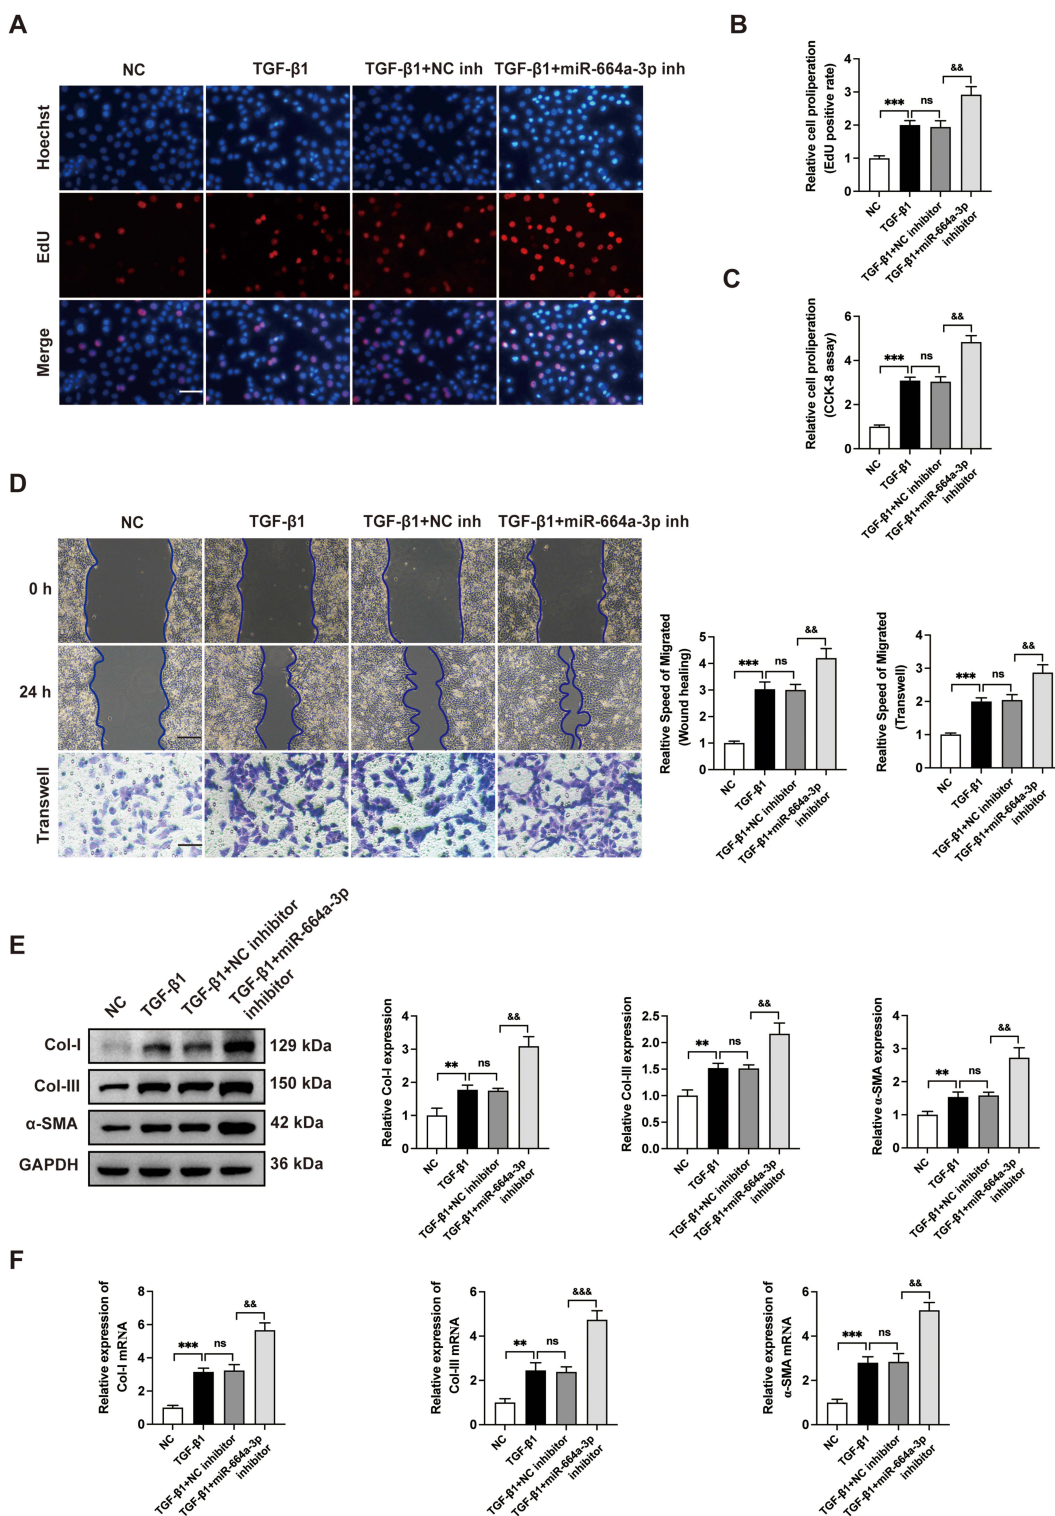 A
NC
TGF-β1
TGF-β1+NC inh
TGF-β1+miR-664a-3p inh
Hoechst
EdU
Merge
B
Relative cell proliperation
(EdU positive rate)
4
3
2
1
0
***
ns
&&
NC
TGF-β1
TGF-β1+NC inhibitor
TGF-β1+miR-664a-3p
inhibitor
C
Relative cell proliperation
(CCK-8 assay)
6
4
2
0
***
ns
&&
NC
TGF-β1
TGF-β1+NC inhibitor
TGF-β1+miR-664a-3p
inhibitor
D
NC
TGF-β1
TGF-β1+NC inh
TGF-β1+miR-664a-3p inh
0 h
24 h
Transwell
Realtive Speed of Migrated
(Wound healing)
5
4
3
2
1
0
***
ns
&&
NC
TGF-β1
TGF-β1+NC inhibitor
TGF-β1+miR-664a-3p
inhibitor
Realtive Speed of Migrated
(Transwell)
4
3
2
1
0
***
ns
&&
NC
TGF-β1
TGF-β1+NC inhibitor
TGF-β1+miR-664a-3p
inhibitor
E
NC
TGF-β1
TGF-β1+NC inhibitor
TGF-β1+miR-664a-3p
inhibitor
Col-I
129 kDa
Col-III
150 kDa
α-SMA
42 kDa
GAPDH
36 kDa
Relative Col-I expression
4
3
2
1
0
**
ns
&&
NC
TGF-β1
TGF-β1+NC inhibitor
TGF-β1+miR-664a-3p
inhibitor
Relative Col-III expression
2.5
2.0
1.5
1.0
0.5
0.0
**
ns
&&
NC
TGF-β1
TGF-β1+NC inhibitor
TGF-β1+miR-664a-3p
inhibitor
Relative α-SMA expression
4
3
2
1
0
**
ns
&&
NC
TGF-β1
TGF-β1+NC inhibitor
TGF-β1+miR-664a-3p
inhibitor
F
Relative expression of
Col-I mRNA
8
6
4
2
0
***
ns
&&
NC
TGF-β1
TGF-β1+NC inhibitor
TGF-β1+miR-664a-3p
inhibitor
Relative expression of
Col-III mRNA
6
4
2
0
**
ns
&&&
NC
TGF-β1
TGF-β1+NC inhibitor
TGF-β1+miR-664a-3p
inhibitor
Relative expression of
α-SMA mRNA
6
4
2
0
***
ns
&&
NC
TGF-β1
TGF-β1+NC inhibitor
TGF-β1+miR-664a-3p
inhibitor